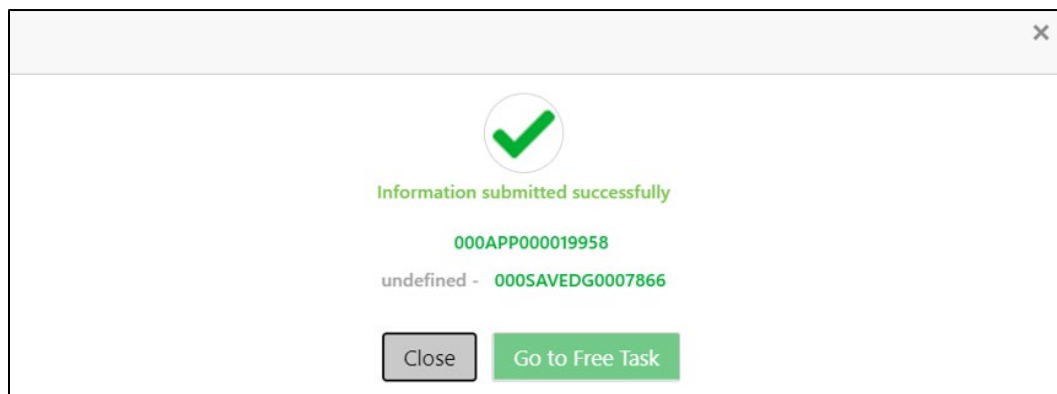 Information submitted successfully
000APP000019958
undefined - 000SAVEDG0007866
Close Go to Free Task